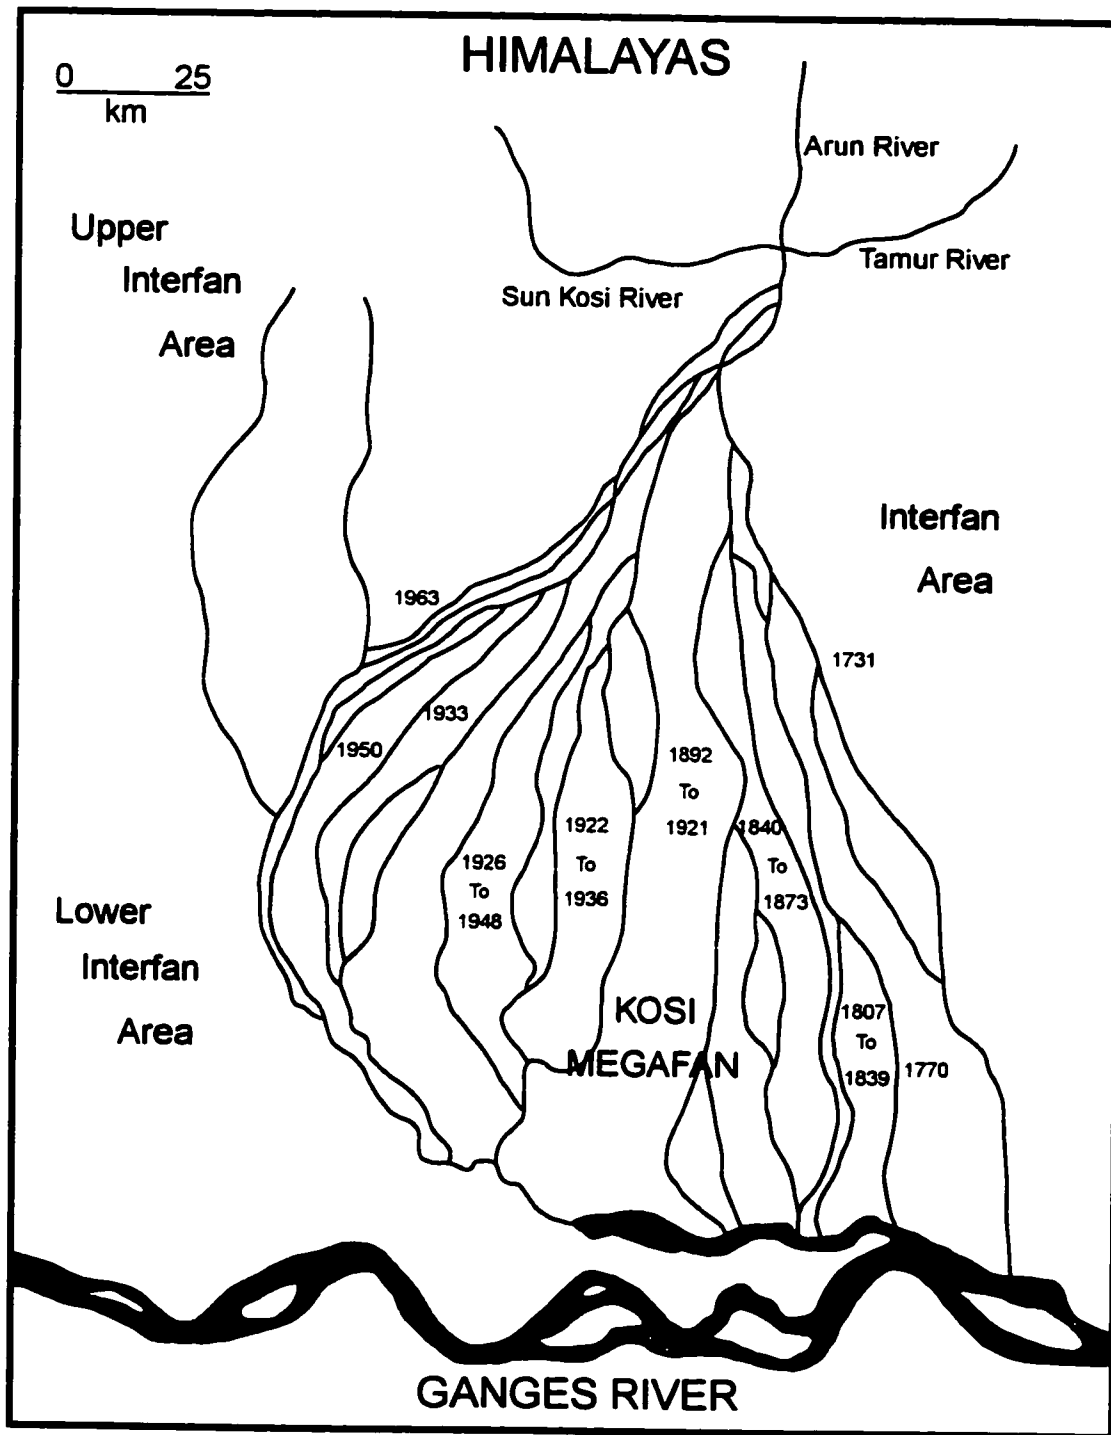 HIMALAYAS
0 25
km
Arun River
Upper
Interfan
Area
Tamur River
Sun Kosi River
Interfan
Area
1963
1731
1933
1950
1892
To
1921
1922
To
1936
1840
To
1873
1926
To
1948
Lower
Interfan
Area
KOSI
MEGAFAN
1807
To
1839
1770
GANGES RIVER